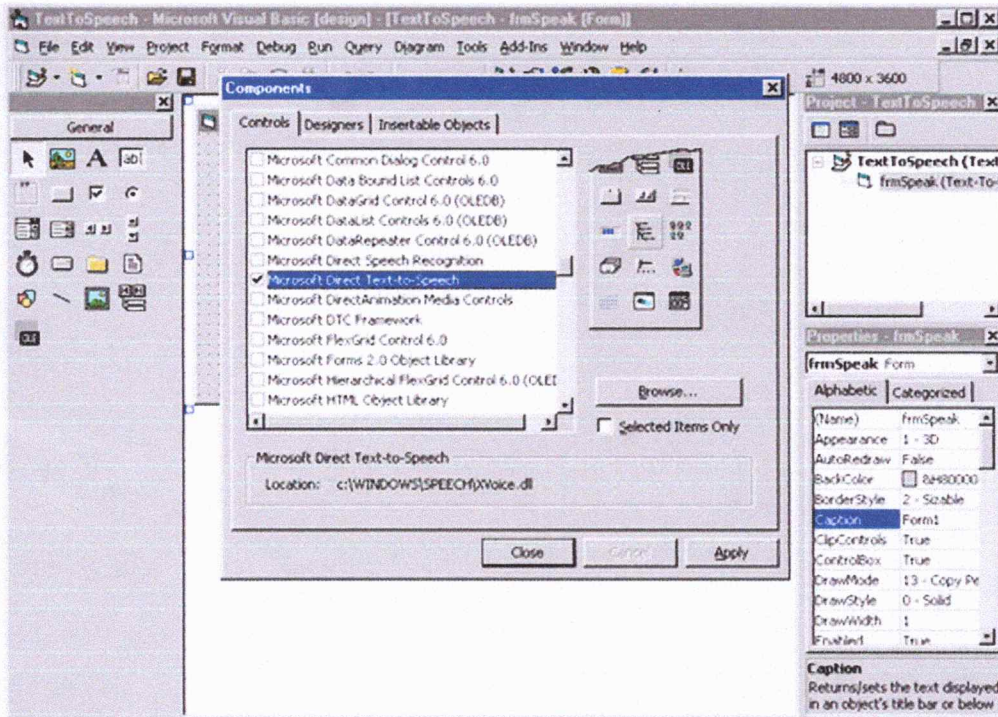 TextToSpeech - Microsoft Visual Basic [design] - [TextToSpeech - frmSpeak (Form)]
File Edit View Project Format Debug Run Query Diagram Tools Add-Ins Window Help
4800 x 3600
General
A
ab
Components
Controls
Designers
Insertable Objects
Microsoft Common Dialog Control 6.0
Microsoft Data Bound List Controls 6.0
Microsoft DataGrid Control 6.0 (OLEDB)
Microsoft DataList Controls 6.0 (OLEDB)
Microsoft DataRepeater Control 6.0 (OLEDB)
Microsoft Direct Speech Recognition
Microsoft Direct Text-to-Speech
Microsoft DirectAnimation Media Controls
Microsoft DTC Framework
Microsoft FlexGrid Control 6.0
Microsoft Forms 2.0 Object Library
Microsoft Hierarchical FlexGrid Control 6.0 (OLE
Microsoft HTML Object Library
Browse...
Selected Items Only
Microsoft Direct Text-to-Speech
Location: c:\WINDOWS\SPEECH\XVoice.dll
Close
Cancel
Apply
Project - TextToSpeech
TextToSpeech (Text
frmSpeak (Text-To-
Properties - frmSpeak
frmSpeak Form
Alphabetic
Categorized
(Name) frmSpeak
Appearance 1 - 3D
AutoRedraw False
BackColor &H80000
BorderStyle 2 - Sizable
Caption Form1
ClipControls True
ControlBox True
DrawMode 13 - Copy Pe
DrawStyle 0 - Solid
DrawWidth 1
Enabled True
Caption
Returns/sets the text displayed
in an object's title bar or below